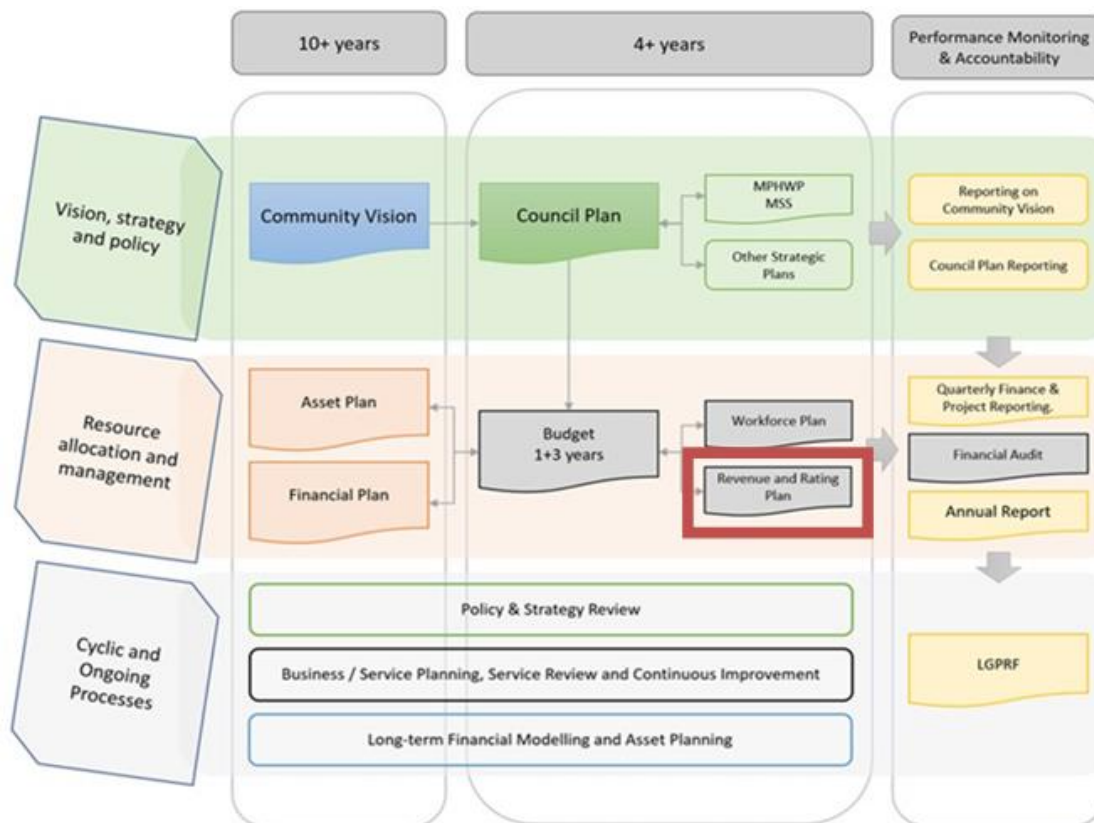 10+ years
4+ years
Performance Monitoring
& Accountability
Vision, strategy
and policy
Community Vision
Council Plan
MPHWP
MSS
Other Strategic
Plans
Reporting on
Community Vision
Council Plan Reporting
Resource
allocation and
management
Asset Plan
Financial Plan
Budget
1+3 years
Workforce Plan
Revenue and Rating
Plan
Quarterly Finance &
Project Reporting.
Financial Audit
Annual Report
Cyclic and
Ongoing
Processes
Policy & Strategy Review
Business / Service Planning, Service Review and Continuous Improvement
Long-term Financial Modelling and Asset Planning
LGPRF